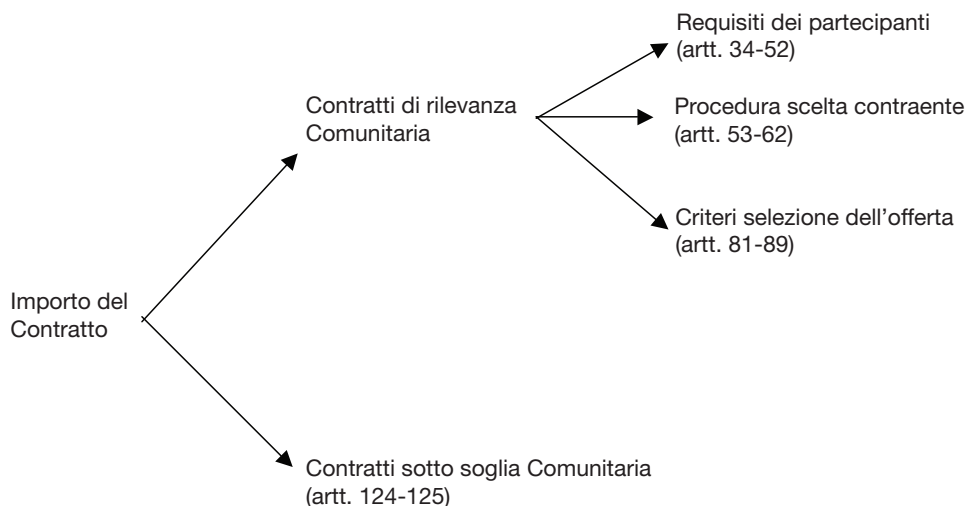 Requisiti dei partecipanti
(artt. 34-52)
Contratti di rilevanza
Comunitaria
Procedura scelta contraente
(artt. 53-62)
Criteri selezione dell’offerta
(artt. 81-89)
Importo del
Contratto
Contratti sotto soglia Comunitaria
(artt. 124-125)